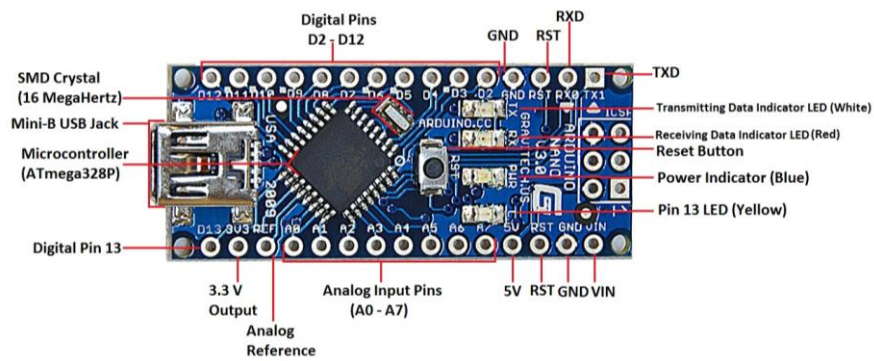 Digital Pins
D2 - D12
GND
RST
RXD
TXD
SMD Crystal
(16 MegaHertz)
Mini-B USB Jack
Microcontroller
(ATmega328P)
Digital Pin 13
D12 D11 D10 D9 D8 D7 D6 D5 D4 D3 D2 GND RST RX0 TX1
USA
2009
ARDUINO.CC
TX
RX
PWR
L
RST
GRAVITECH.US
ARDUINO
NANO
V3.0
ICSP
1
G
Transmitting Data Indicator LED (White)
Receiving Data Indicator LED (Red)
Reset Button
Power Indicator (Blue)
Pin 13 LED (Yellow)
D13 3V3 REF A0 A1 A2 A3 A4 A5 A6 A7 5V RST GND VIN
3.3 V
Output
Analog
Reference
Analog Input Pins
(A0 - A7)
5V
RST
GND
VIN